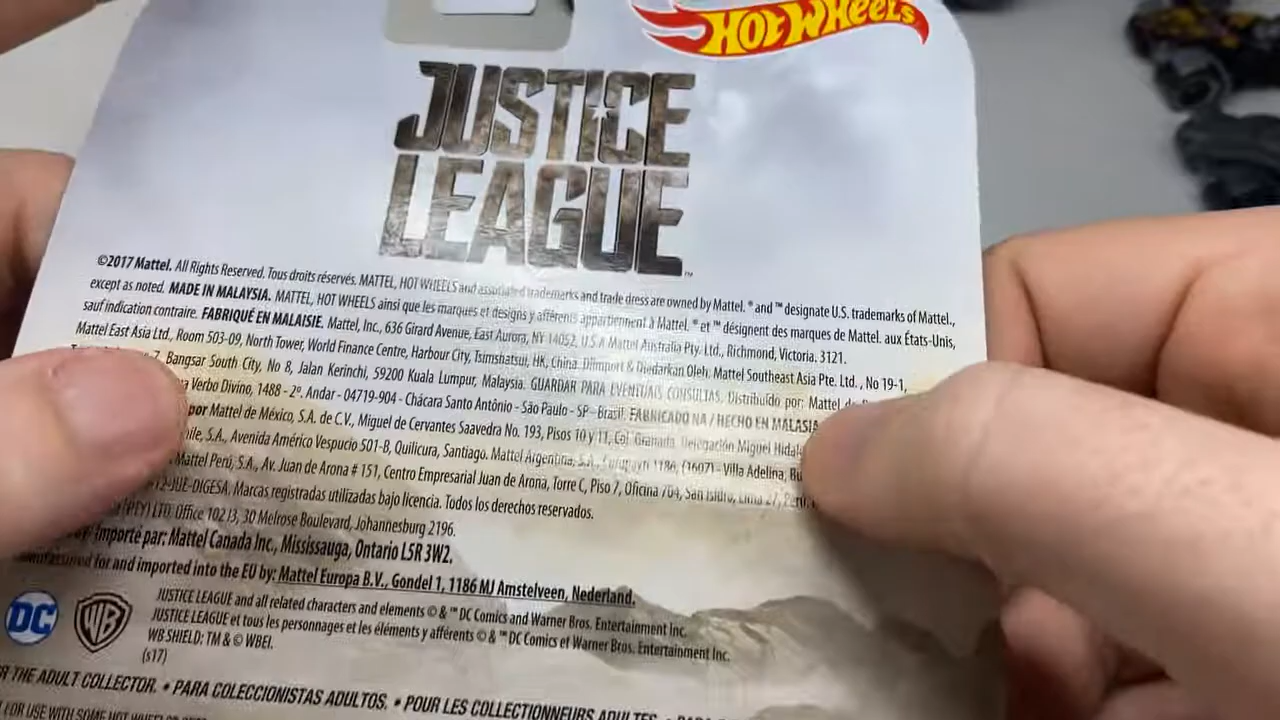 HOT WHEELS
JUSTICE
LEAGUE
™
©2017 Mattel. All Rights Reserved. Tous droits réservés. MATTEL, HOT WHEELS and associated trademarks and trade dress are owned by Mattel. ® and ™ designate U.S. trademarks of Mattel.,
except as noted. MADE IN MALAYSIA. MATTEL, HOT WHEELS ainsi que les marques et designs y afférents appartiennent à Mattel. ® et ™ désignent des marques de Mattel. aux États-Unis,
sauf indication contraire. FABRIQUÉ EN MALAISIE. Mattel, Inc., 636 Girard Avenue, East Aurora, NY 14052, U.S.A Mattel Australia Pty. Ltd., Richmond, Victoria. 3121.
Mattel East Asia Ltd., Room 503-09, North Tower, World Finance Centre, Harbour City, Tsimshatsui, HK, China. Diimport & Diedarkan Oleh: Mattel Southeast Asia Pte. Ltd. , No 19-1,
7, Bangsar South City, No 8, Jalan Kerinchi, 59200 Kuala Lumpur, Malaysia. GUARDAR PARA EVENTUAIS CONSULTAS. Distribuído por: Mattel
Verbo Divino, 1488 - 2º. Andar - 04719-904 - Chácara Santo Antônio - São Paulo - SP – Brasil. FABRICADO NA / HECHO EN MALASIA
por Mattel de México, S.A. de C.V., Miguel de Cervantes Saavedra No. 193, Pisos 10 y 11, Col. Granada, Delegación Miguel
S.A., Avenida Américo Vespucio 501-B, Quilicura, Santiago. Mattel Argentina, S.A., 1186, (1607) - Villa Adelina,
Mattel Perú, S.A., Av. Juan de Arona # 151, Centro Empresarial Juan de Arona, Torre C, Piso 7, Oficina 704, San Isidro, Lima 27, Perú.
-JUE-DIGESA. Marcas registradas utilizadas bajo licencia. Todos los derechos reservados.
(PTY) LTD. Office 102 I3, 30 Melrose Boulevard, Johannesburg 2196.
importé par: Mattel Canada Inc., Mississauga, Ontario L5R 3W2.
for and imported into the EU by: Mattel Europa B.V., Gondel 1, 1186 MJ Amstelveen, Nederland.
DC WB
JUSTICE LEAGUE and all related characters and elements © & ™ DC Comics and Warner Bros. Entertainment Inc.
JUSTICE LEAGUE et tous les personnages et les éléments y afférents © & ™ DC Comics et Warner Bros. Entertainment Inc.
WB SHIELD: TM & © WBEI.
(s17)
THE ADULT COLLECTOR. • PARA COLECCIONISTAS ADULTOS. • POUR LES COLLECTIONNEURS ADULTES.
FOR USE WITH SOME HOT WHEELS